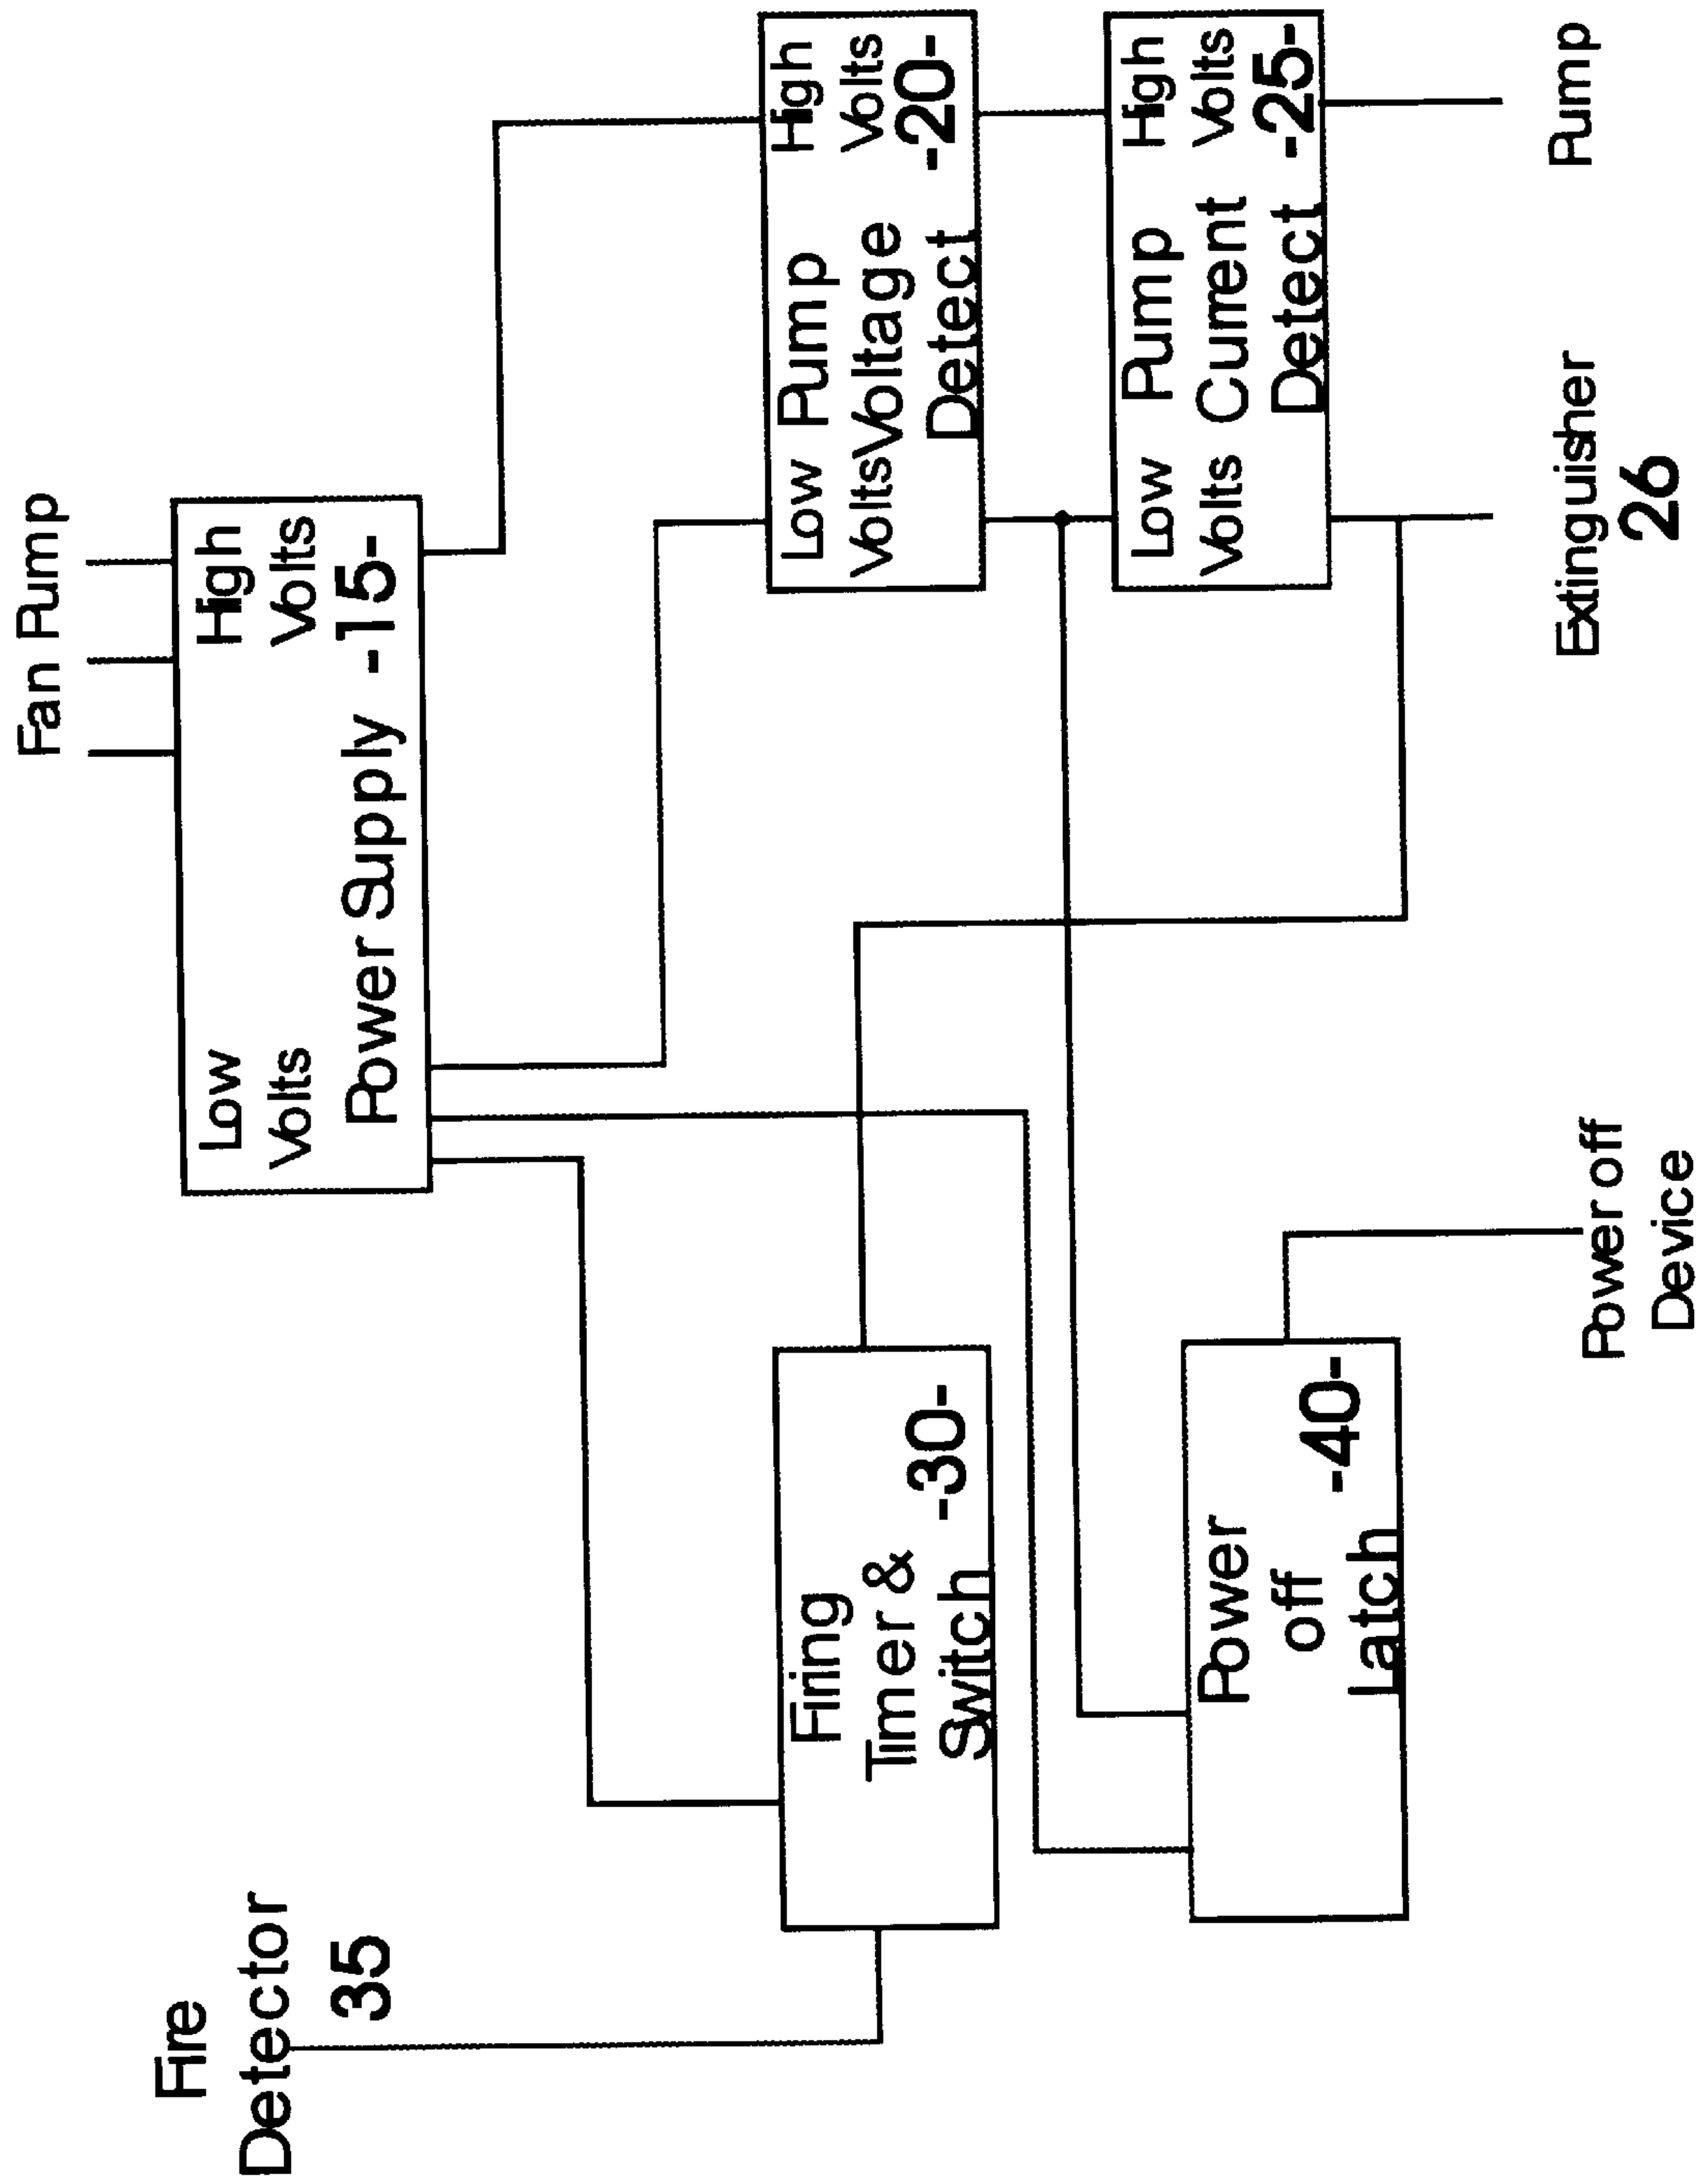 Fan Pump
Fire
Detector
35
Low High
Volts Volts
Power Supply -15-
Firing
Timer &
Switch -30-
Low Pump High
Volts Voltage Volts
Detect -20-
Power
off -40-
Latch
Low Pump High
Volts Current Volts
Detect -25-
Power off
Device
Extinguisher
26
Pump